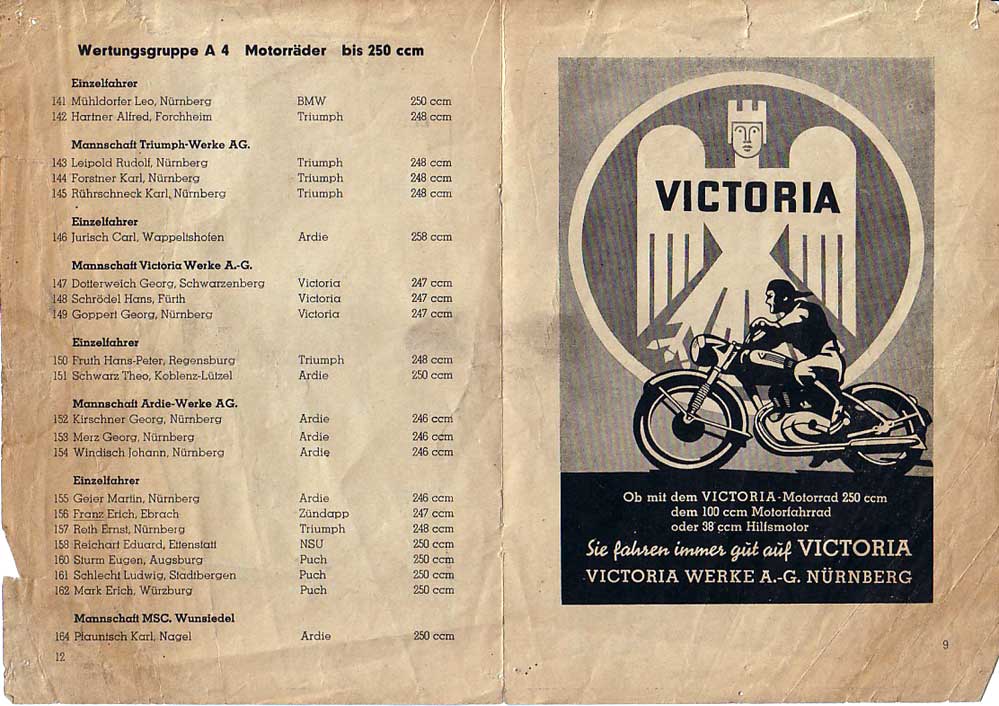 Wertungsgruppe A 4 Motorräder bis 250 ccm
Einzelfahrer
141 Mühldorfer Leo, Nürnberg BMW 250 ccm
142 Hartner Alfred, Forchheim Triumph 248 ccm
Mannschaft Triumph-Werke AG.
143 Leipold Rudolf, Nürnberg Triumph 248 ccm
144 Forstner Karl, Nürnberg Triumph 248 ccm
145 Rührschneck Karl, Nürnberg Triumph 248 ccm
Einzelfahrer
146 Jurisch Carl, Wappeltshofen Ardie 258 ccm
Mannschaft Victoria Werke A.-G.
147 Dotterweich Georg, Schwarzenberg Victoria 247 ccm
148 Schrödel Hans, Fürth Victoria 247 ccm
149 Goppert Georg, Nürnberg Victoria 247 ccm
Einzelfahrer
150 Fruth Hans-Peter, Regensburg Triumph 248 ccm
151 Schwarz Theo, Koblenz-Lützel Ardie 250 ccm
Mannschaft Ardie-Werke AG.
152 Kirschner Georg, Nürnberg Ardie 246 ccm
153 Merz Georg, Nürnberg Ardie 246 ccm
154 Windisch Johann, Nürnberg Ardie 246 ccm
Einzelfahrer
155 Geier Martin, Nürnberg Ardie 246 ccm
156 Franz Erich, Ebrach Zündapp 247 ccm
157 Reth Ernst, Nürnberg Triumph 248 ccm
158 Reichart Eduard, NSU 250 ccm
160 Sturm Eugen, Augsburg Puch 250 ccm
161 Schlecht Ludwig, Stadtbergen Puch 250 ccm
162 Mark Erich, Würzburg Puch 250 ccm
Mannschaft MSC. Wunsiedel
164 Plauntsch Karl, Nagel Ardie 250 ccm
12
VICTORIA
Ob mit dem VICTORIA-Motorrad 250 ccm
dem 100 ccm Motorfahrrad
oder 38 ccm Hilfsmotor
Sie fahren immer gut auf VICTORIA
VICTORIA WERKE A.-G. NÜRNBERG
9